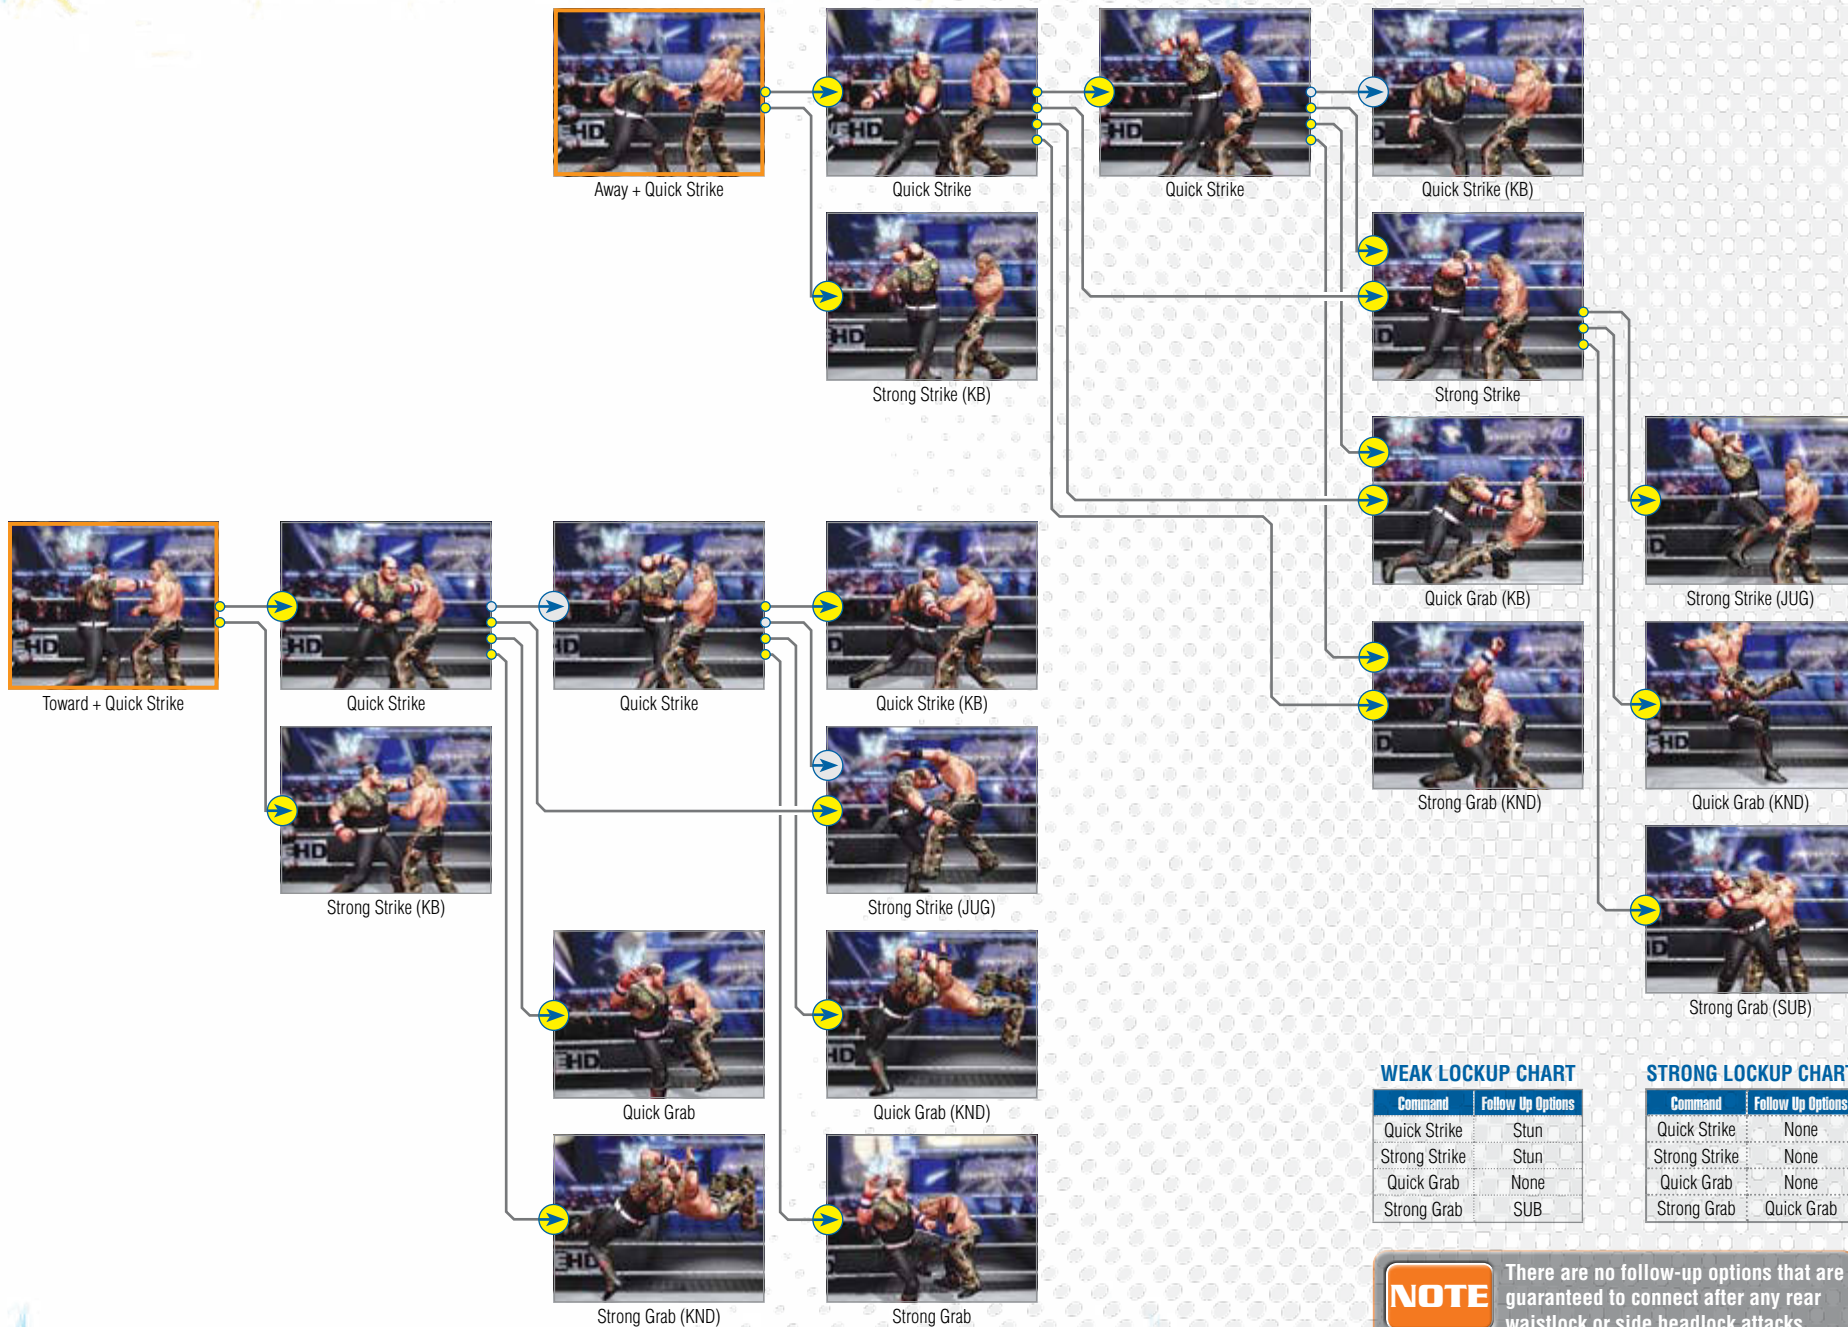 Away + Quick Strike
Quick Strike
Quick Strike
Quick Strike (KB)
Strong Strike (KB)
Strong Strike
Quick Grab (KB)
Strong Strike (JUG)
Toward + Quick Strike
Quick Strike
Quick Strike
Quick Strike (KB)
Strong Grab (KND)
Quick Grab (KND)
Strong Strike (KB)
Strong Strike (JUG)
Strong Grab (SUB)
Quick Grab
Quick Grab (KND)
Strong Grab (KND)
Strong Grab
WEAK LOCKUP CHART
Command Follow Up Options
Quick Strike Stun
Strong Strike Stun
Quick Grab None
Strong Grab SUB
STRONG LOCKUP CHART
Command Follow Up Options
Quick Strike None
Strong Strike None
Quick Grab None
Strong Grab Quick Grab
NOTE
There are no follow-up options that are
guaranteed to connect after any rear
waistlock or side headlock attacks